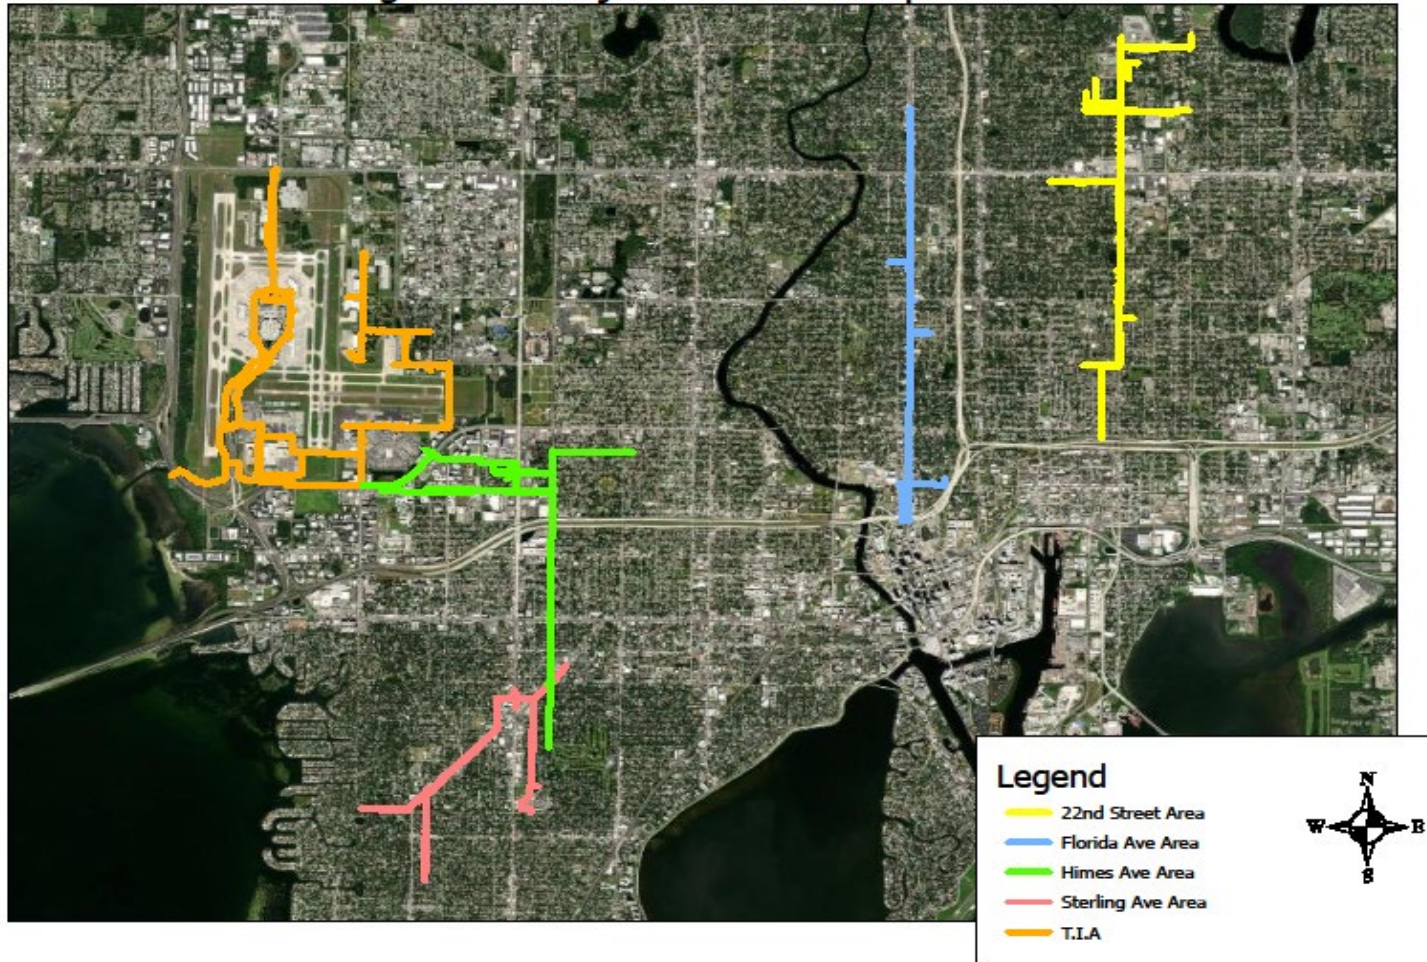 Legend
N
W E
S
22nd Street Area
Florida Ave Area
Himes Ave Area
Sterling Ave Area
T.I.A